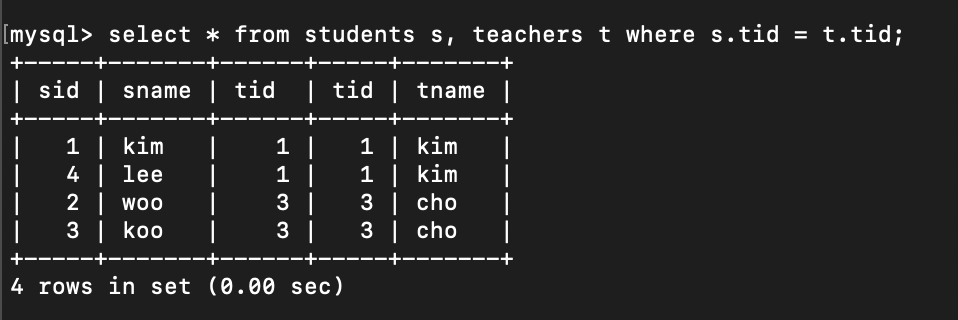 [mysql> select * from students s, teachers t where s.tid = t.tid;
+-----+-------+------+-----+-------+
| sid | sname | tid  | tid | tname |
+-----+-------+------+-----+-------+
|   1 | kim   |    1 |   1 | kim   |
|   4 | lee   |    1 |   1 | kim   |
|   2 | woo   |    3 |   3 | cho   |
|   3 | koo   |    3 |   3 | cho   |
+-----+-------+------+-----+-------+
4 rows in set (0.00 sec)